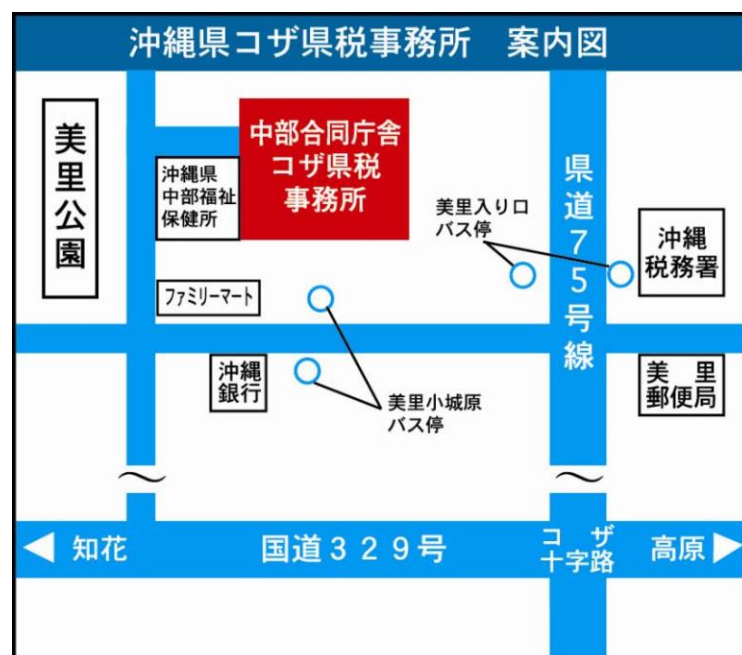 沖縄県コザ県税事務所　案内図
美里公園
中部合同庁舎
コザ県税
事務所
沖縄県
中部福祉
保健所
美里入り口
バス停
県道75号線
沖縄
税務署
ファミリーマート
沖縄
銀行
美里小城原
バス停
美　里
郵便局
知花
国道３２９号
コ　ザ
十字路
高原